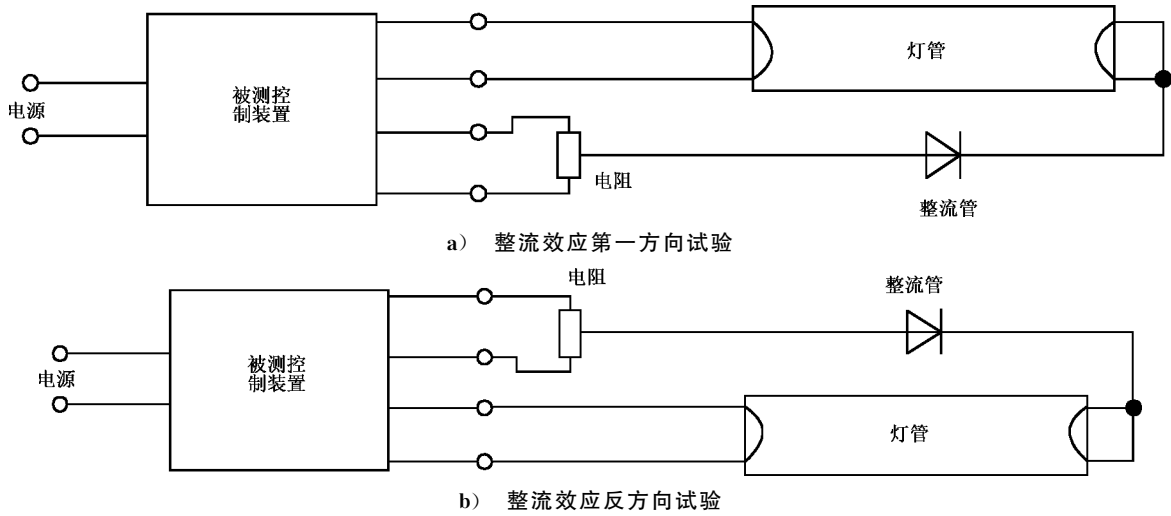 灯管
电源
被测控
制装置
电阻
整流管
a） 整流效应第一方向试验
电阻
整流管
被测控
制装置
电源
灯管
b） 整流效应反方向试验